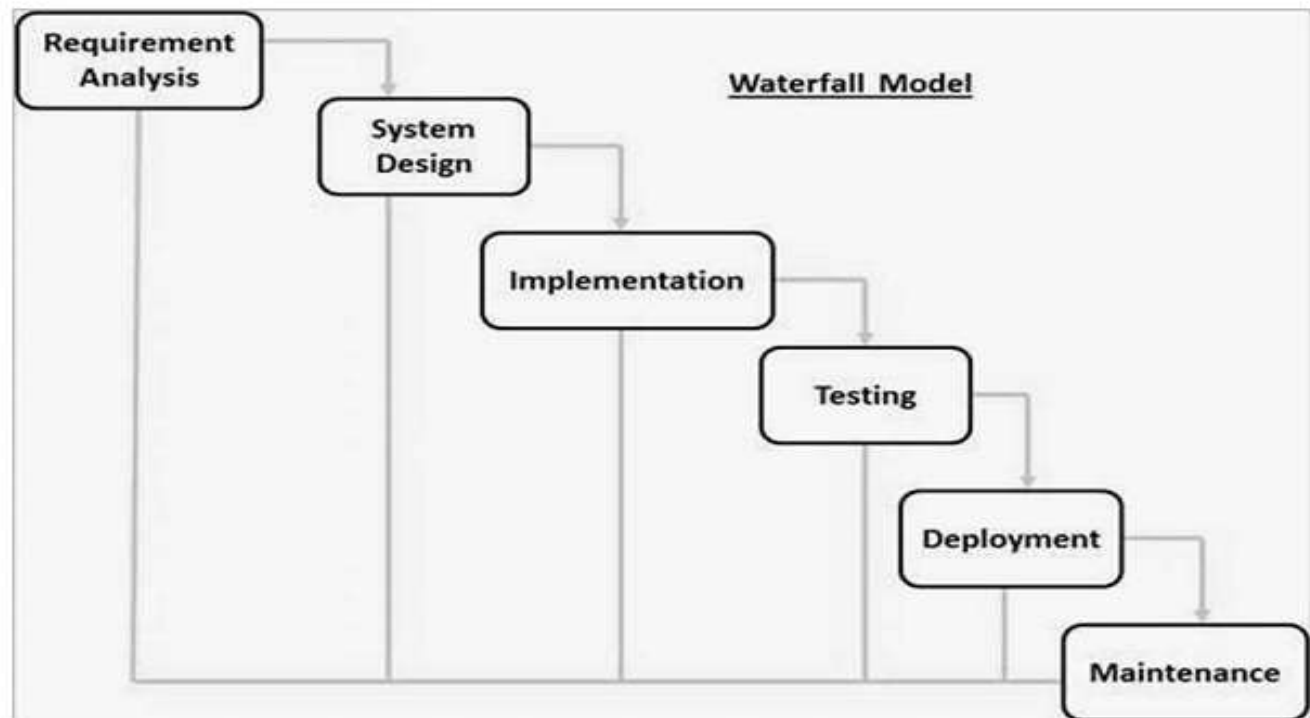 Requirement
Analysis
Waterfall Model
System
Design
Implementation
Testing
Deployment
Maintenance